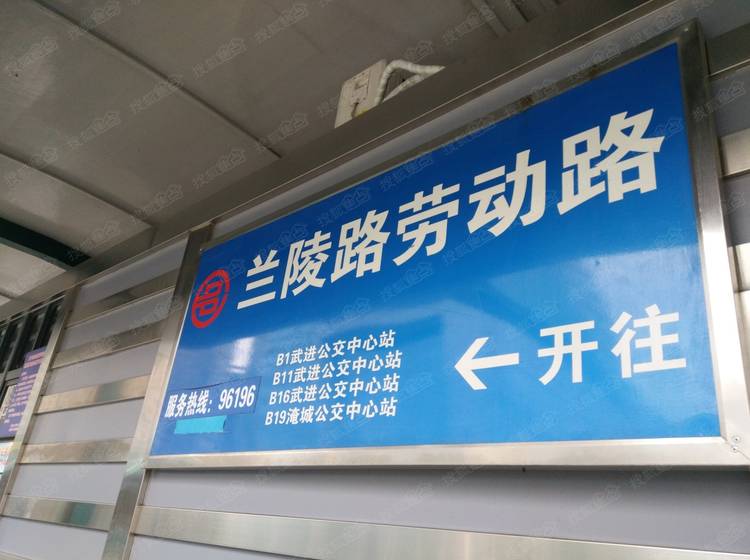 兰陵路劳动路
B1武进公交中心站
B11武进公交中心站
B16武进公交中心站
B19淹城公交中心站
←开往
服务热线：96196